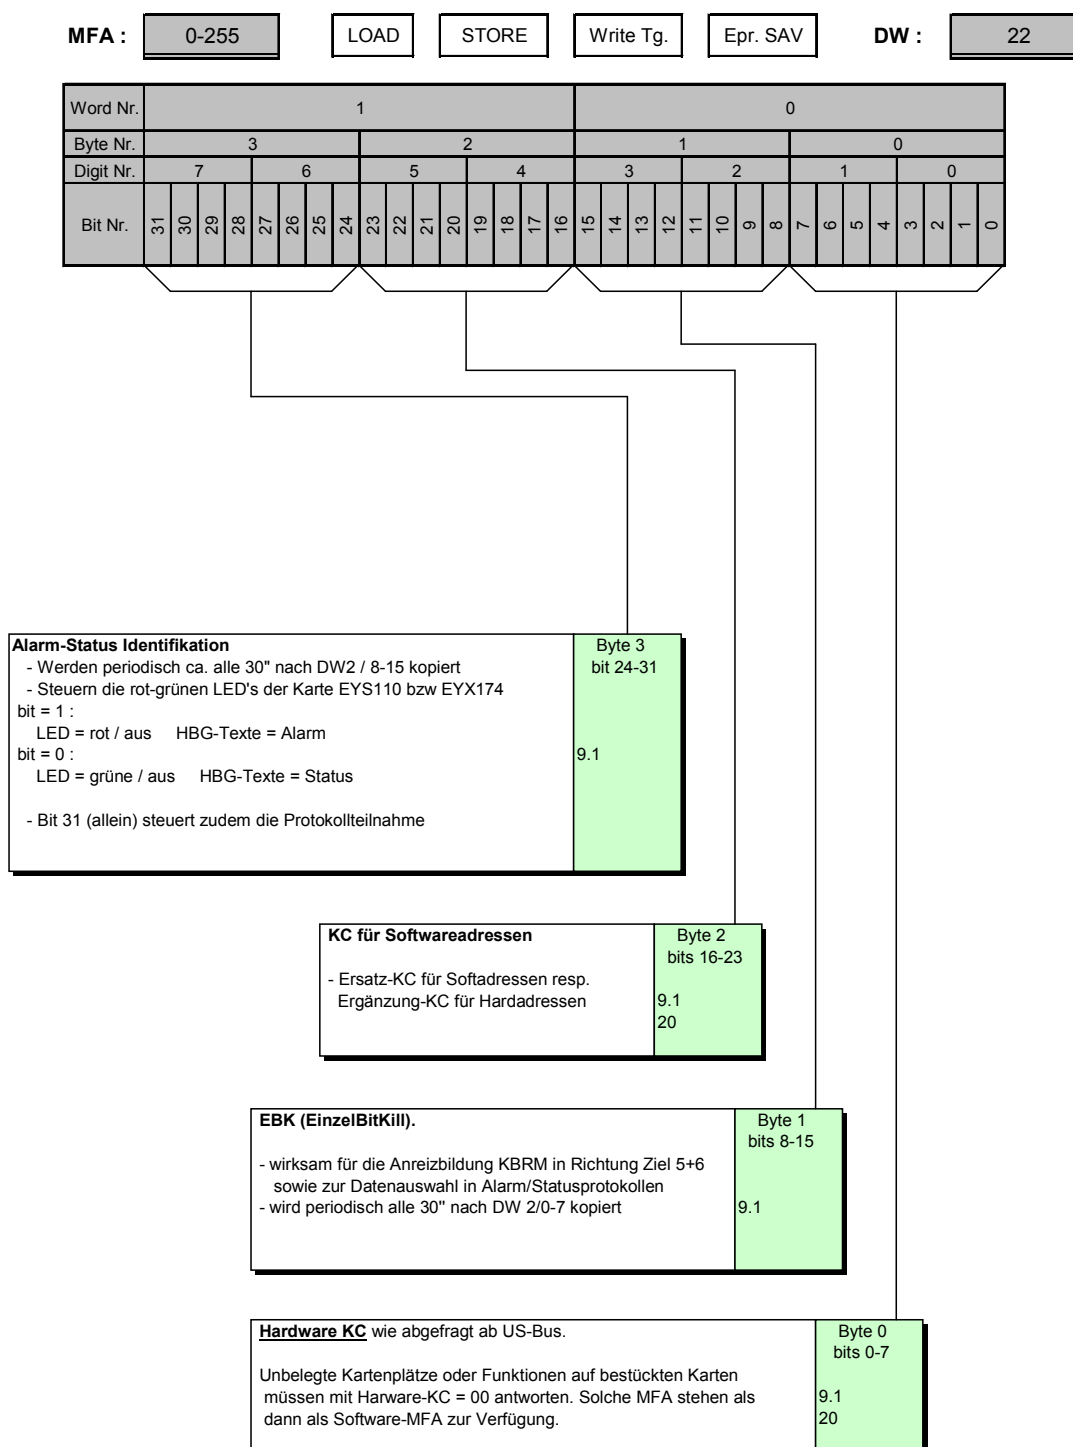 MFA : 0-255 LOAD STORE Write Tg. Epr. SAV DW : 22
Word Nr. 1 0
Byte Nr. 3 2 1 0
Digit Nr. 7 6 5 4 3 2 1 0
Bit Nr. 31 30 29 28 27 26 25 24 23 22 21 20 19 18 17 16 15 14 13 12 11 10 9 8 7 6 5 4 3 2 1 0
Alarm-Status Identifikation
- Werden periodisch ca. alle 30" nach DW2 / 8-15 kopiert
- Steuern die rot-grünen LED's der Karte EYS110 bzw EYX174
bit = 1 :
LED = rot / aus HBG-Texte = Alarm
bit = 0 :
LED = grüne / aus HBG-Texte = Status
- Bit 31 (allein) steuert zudem die Protokollteilnahme
Byte 3
bit 24-31
9.1
KC für Softwareadressen
- Ersatz-KC für Softadressen resp.
Ergänzung-KC für Hardadressen
Byte 2
bits 16-23
9.1
20
EBK (EinzelBitKill).
- wirksam für die Anreizbildung KBRM in Richtung Ziel 5+6
sowie zur Datenauswahl in Alarm/Statusprotokollen
- wird periodisch alle 30" nach DW 2/0-7 kopiert
Byte 1
bits 8-15
9.1
Hardware KC wie abgefragt ab US-Bus.
Unbelegte Kartenplätze oder Funktionen auf bestückten Karten
müssen mit Harware-KC = 00 antworten. Solche MFA stehen als
dann als Software-MFA zur Verfügung.
Byte 0
bits 0-7
9.1
20